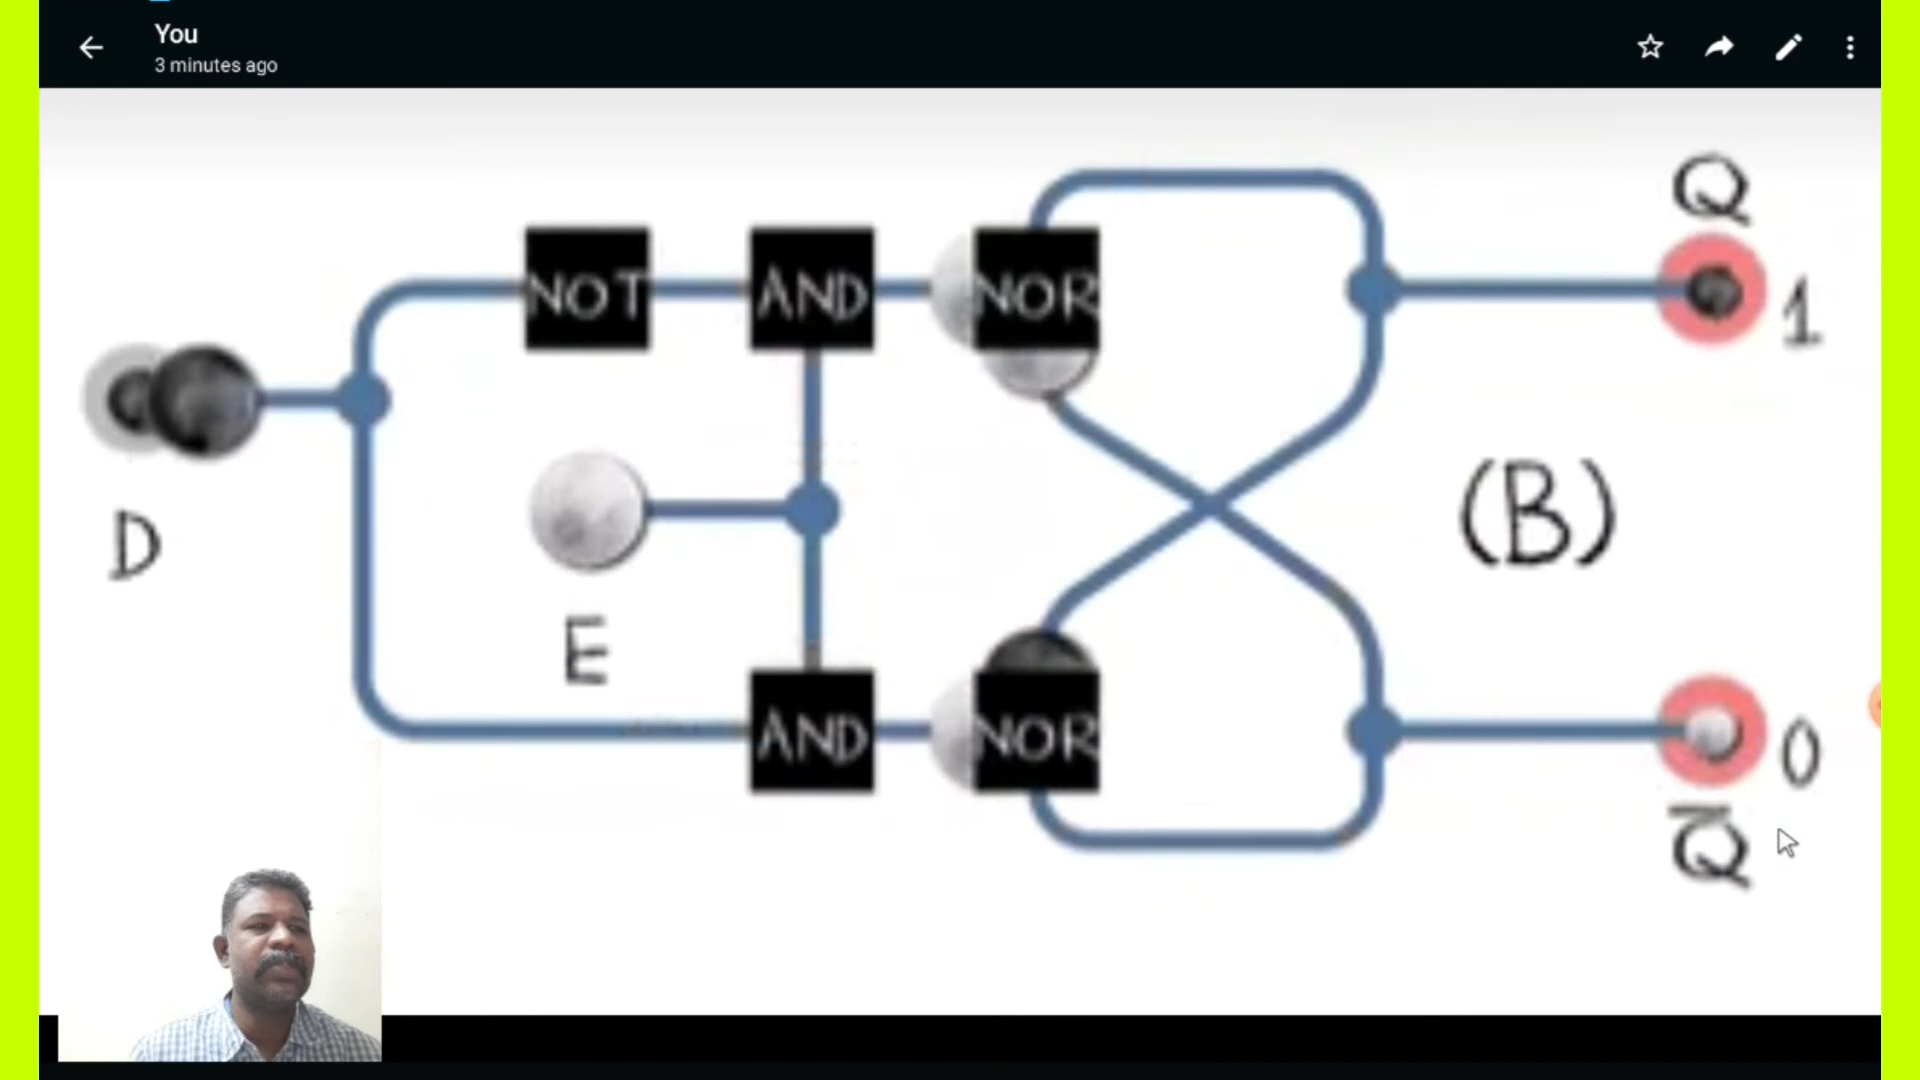 You
3 minutes ago
Q
NOT AND NOR
1
D
E
(B)
AND NOR
0
Q̅